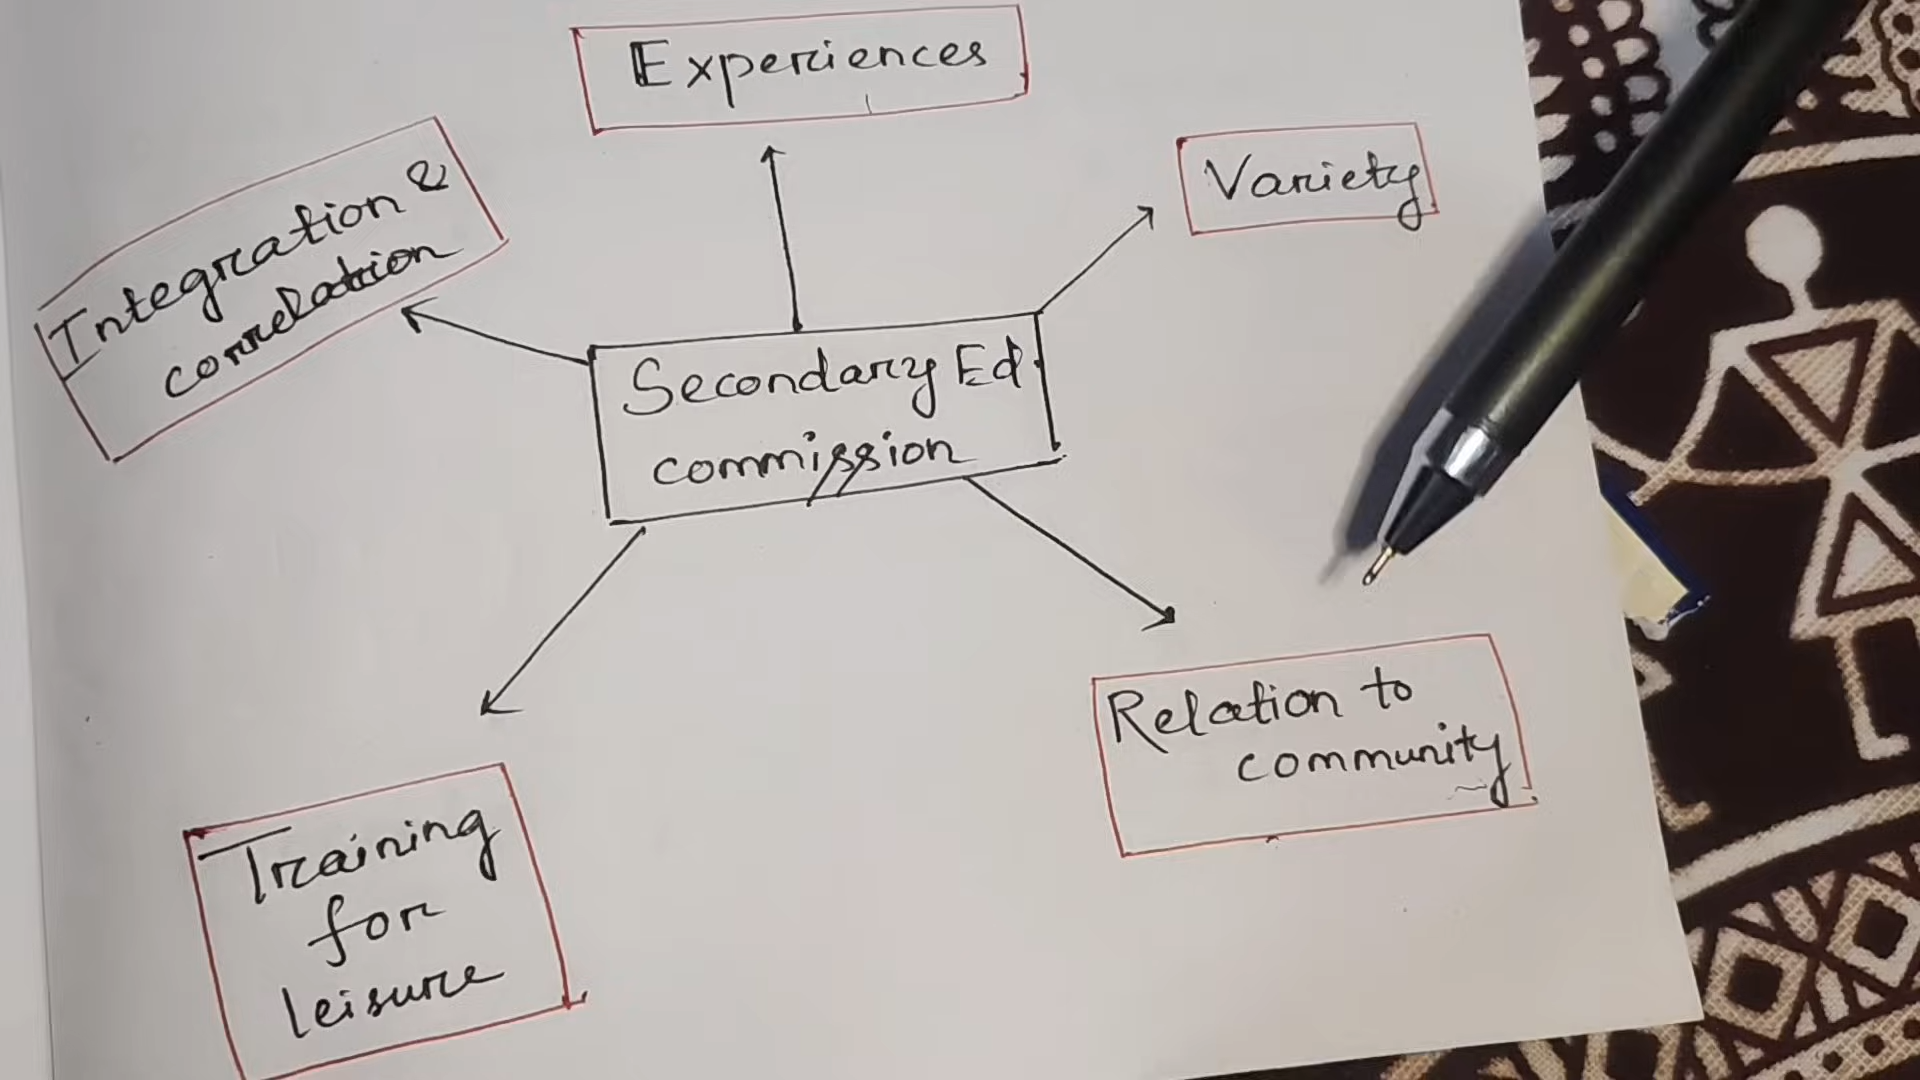 Experiences
Variety
Integration &
correlation
Secondary Ed.
commission
Relation to
community
Training
for
leisure